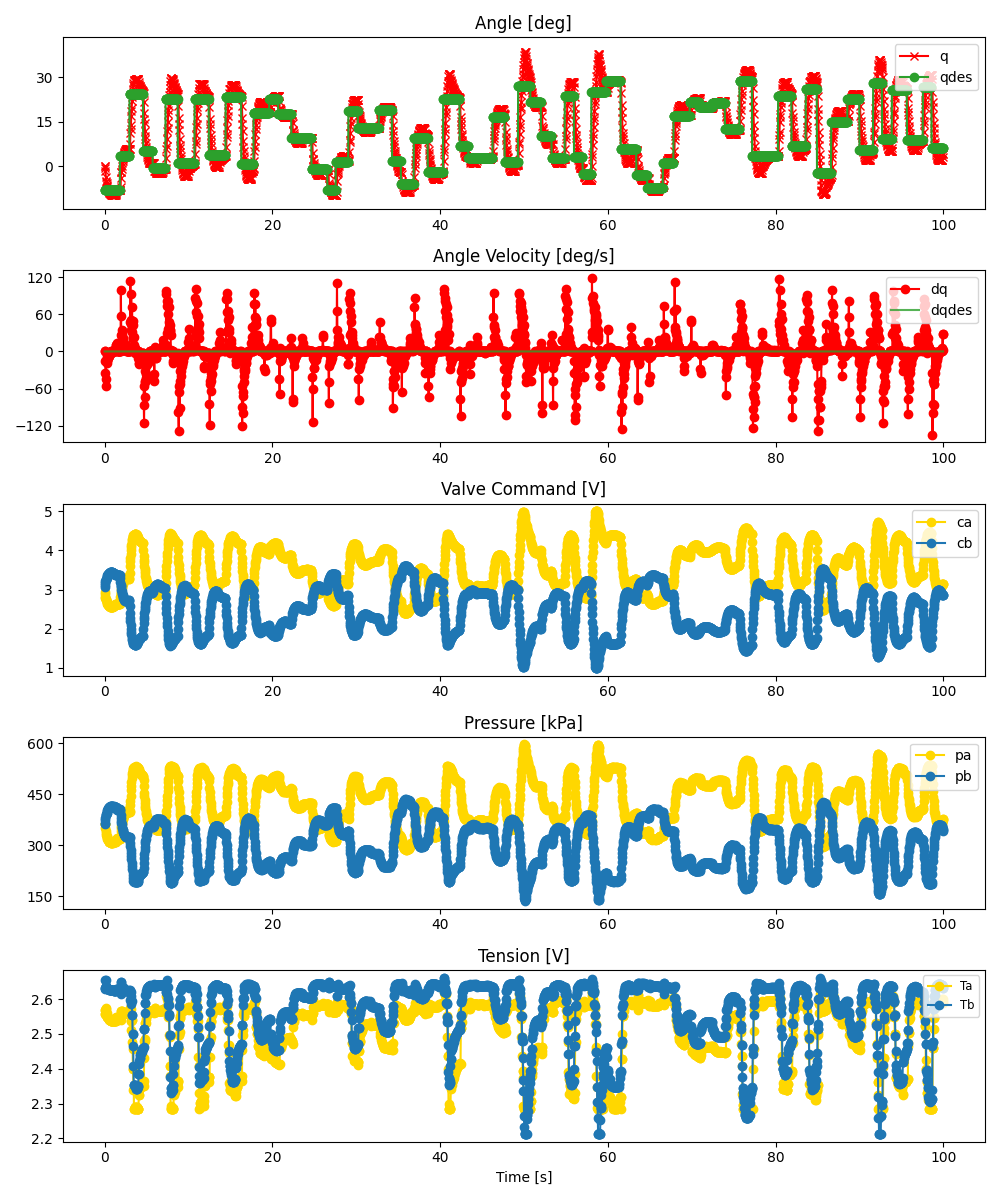 Angle [deg]
30
15
0
q
qdes
0 20 40 60 80 100
Angle Velocity [deg/s]
120
60
0
−60
−120
dq
dqdes
0 20 40 60 80 100
Valve Command [V]
5
4
3
2
1
ca
cb
0 20 40 60 80 100
Pressure [kPa]
600
450
300
150
pa
pb
0 20 40 60 80 100
Tension [V]
2.6
2.5
2.4
2.3
2.2
Ta
Tb
0 20 40 60 80 100
Time [s]